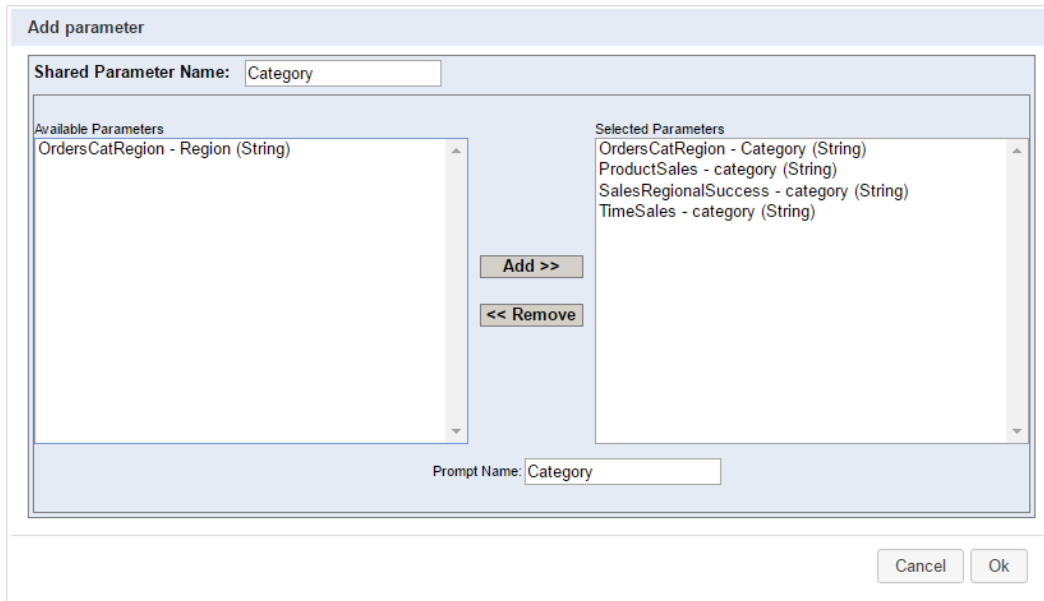 Add parameter
Shared Parameter Name: Category
Available Parameters
OrdersCatRegion - Region (String)
Selected Parameters
OrdersCatRegion - Category (String)
ProductSales - category (String)
SalesRegionalSuccess - category (String)
TimeSales - category (String)
Add >>
<< Remove
Prompt Name: Category
Cancel
Ok